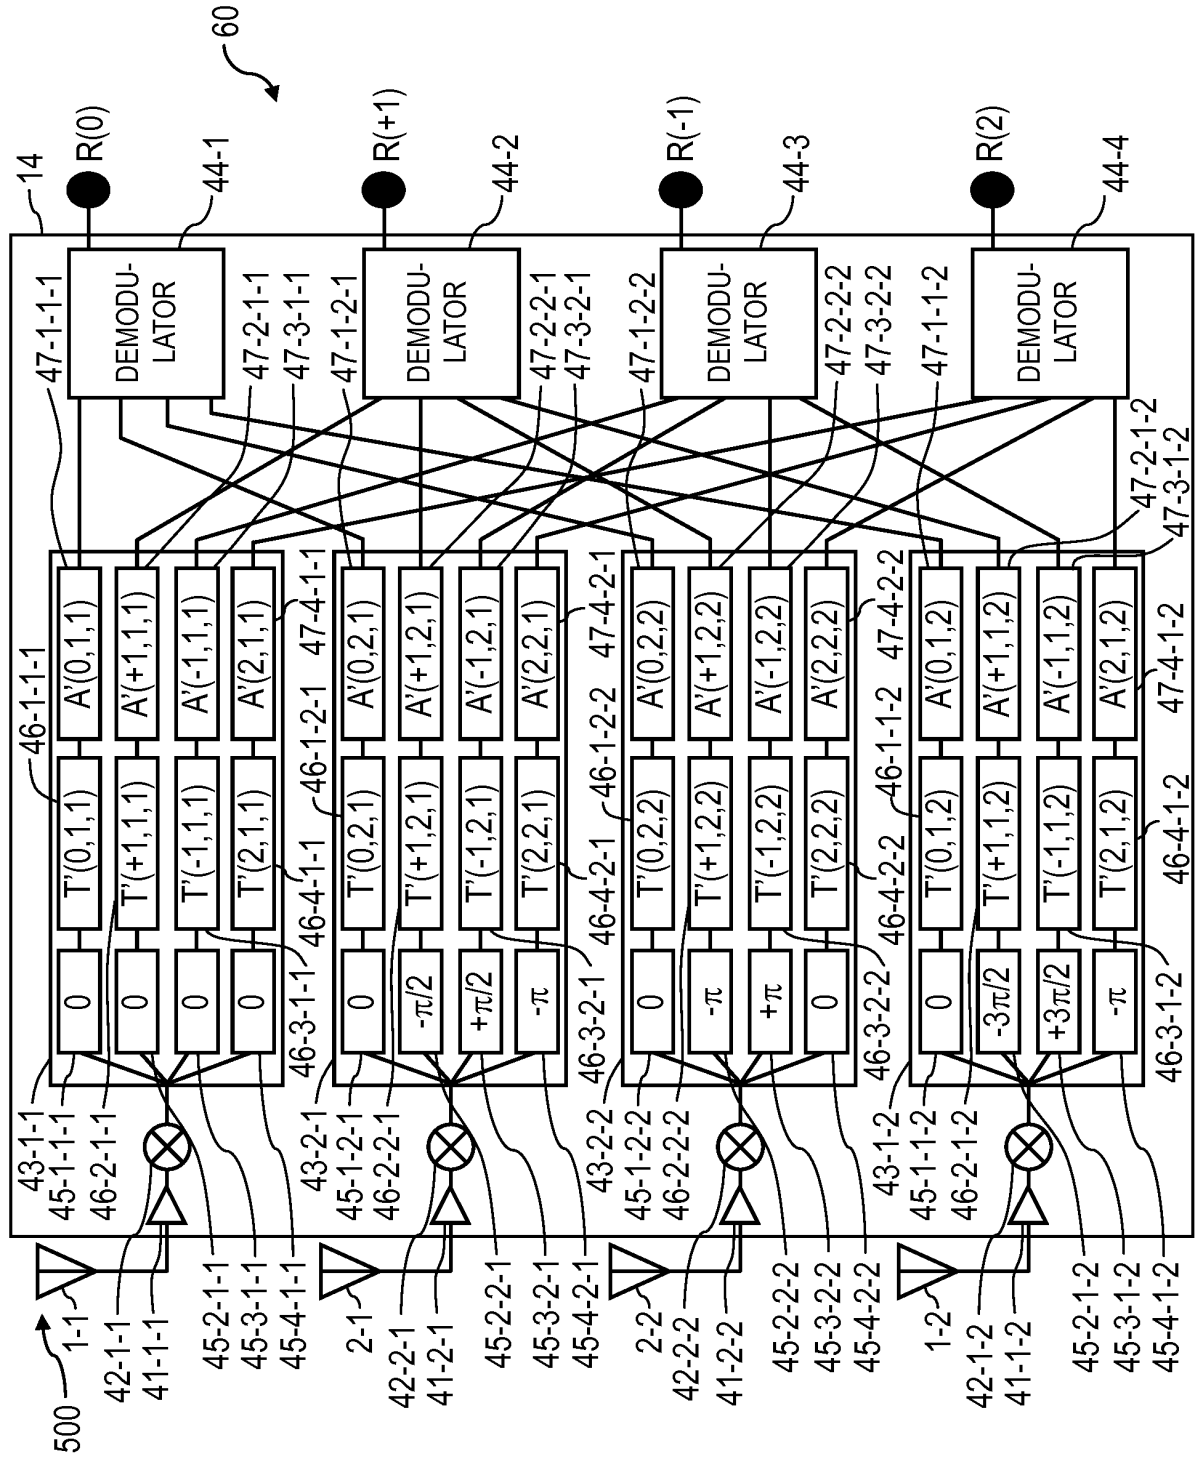 500
60
14
1-1
42-1-1
41-1-1
43-1-1
45-1-1-1
46-2-1-1
45-2-1-1
45-3-1-1
45-4-1-1
0
0
0
0
46-1-1-1
T'(0,1,1)
T'(+1,1,1)
T'(-1,1,1)
T'(2,1,1)
46-3-1-1
46-4-1-1
47-1-1-1
A'(0,1,1)
A'(+1,1,1)
A'(-1,1,1)
A'(2,1,1)
47-2-1-1
47-3-1-1
47-4-1-1
DEMODU-
LATOR
44-1
R(0)
2-1
42-2-1
41-2-1
43-2-1
45-1-2-1
46-2-2-1
45-2-2-1
45-3-2-1
45-4-2-1
0
-π/2
+π/2
-π
46-1-2-1
T'(0,2,1)
T'(+1,2,1)
T'(-1,2,1)
T'(2,2,1)
46-3-2-1
46-4-2-1
47-1-2-1
A'(0,2,1)
A'(+1,2,1)
A'(-1,2,1)
A'(2,2,1)
47-2-2-1
47-3-2-1
47-4-2-1
DEMODU-
LATOR
44-2
R(+1)
2-2
42-2-2
41-2-2
43-2-2
45-1-2-2
46-2-2-2
45-2-2-2
45-3-2-2
45-4-2-2
0
-π
+π
0
46-1-2-2
T'(0,2,2)
T'(+1,2,2)
T'(-1,2,2)
T'(2,2,2)
46-3-2-2
46-4-2-2
47-1-2-2
A'(0,2,2)
A'(+1,2,2)
A'(-1,2,2)
A'(2,2,2)
47-2-2-2
47-3-2-2
47-4-2-2
DEMODU-
LATOR
44-3
R(-1)
1-2
42-1-2
41-1-2
43-1-2
45-1-1-2
46-2-1-2
45-2-1-2
45-3-1-2
45-4-1-2
0
-3π/2
+3π/2
-π
46-1-1-2
T'(0,1,2)
T'(+1,1,2)
T'(-1,1,2)
T'(2,1,2)
46-3-1-2
46-4-1-2
47-1-1-2
A'(0,1,2)
A'(+1,1,2)
A'(-1,1,2)
A'(2,1,2)
47-2-1-2
47-3-1-2
47-4-1-2
DEMODU-
LATOR
44-4
R(2)